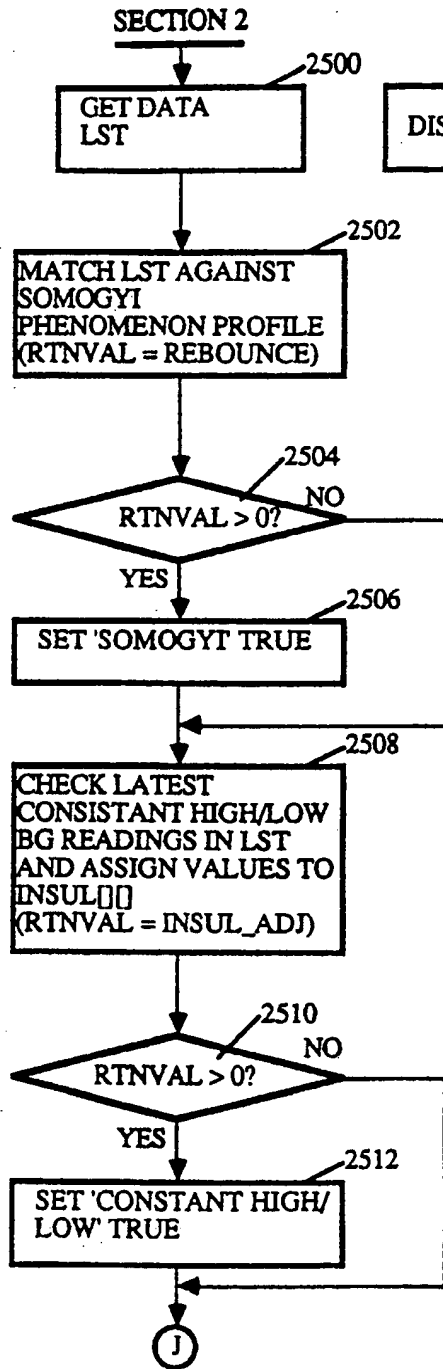 SECTION 2
2500
GET DATA
LST
DIS
2502
MATCH LST AGAINST
SOMOGYI
PHENOMENON PROFILE
(RTNVAL = REBOUNCE)
2504
NO
RTNVAL > 0?
YES
2506
SET 'SOMOGYI' TRUE
2508
CHECK LATEST
CONSISTANT HIGH/LOW
BG READINGS IN LST
AND ASSIGN VALUES TO
INSUL[][]
(RTNVAL = INSUL_ADJ)
2510
NO
RTNVAL > 0?
YES
2512
SET 'CONSTANT HIGH/
LOW' TRUE
J